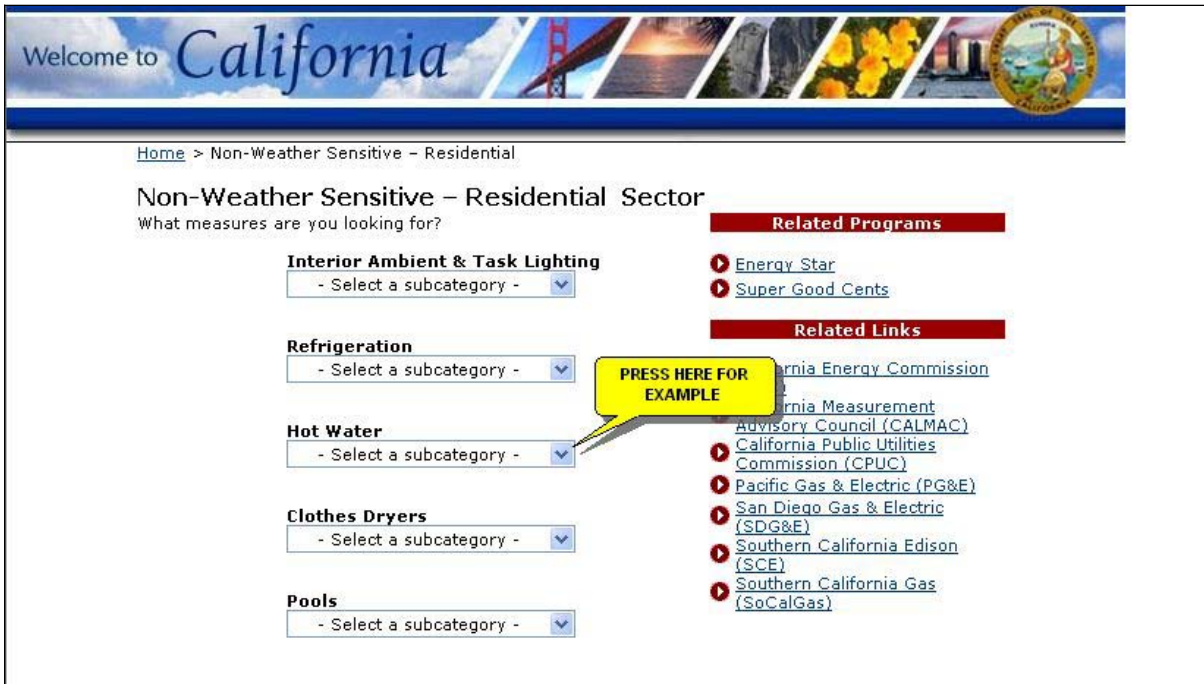 Welcome to California
Home > Non-Weather Sensitive – Residential
Non-Weather Sensitive – Residential Sector
What measures are you looking for?
Interior Ambient & Task Lighting
- Select a subcategory -
Refrigeration
- Select a subcategory -
PRESS HERE FOR
EXAMPLE
Hot Water
- Select a subcategory -
Clothes Dryers
- Select a subcategory -
Pools
- Select a subcategory -
Related Programs
Energy Star
Super Good Cents
Related Links
Energy Commission
Measurement
Advisory Council (CALMAC)
California Public Utilities
Commission (CPUC)
Pacific Gas & Electric (PG&E)
San Diego Gas & Electric
(SDG&E)
Southern California Edison
(SCE)
Southern California Gas
(SoCalGas)